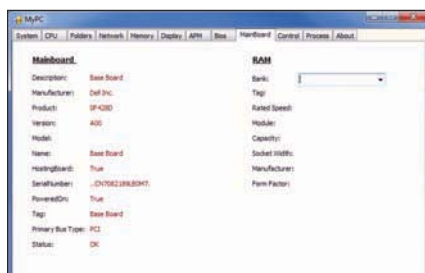 MyPC
System CPU Folders Network Memory Display APM Bios MainBoard Control Process About
Mainboard
Description: Base Board
Manufacturer: Dell Inc.
Product:
Version: A00
Model:
Name: Base Board
HostingBoard: True
SerialNumber:
PoweredOn: True
Tag: Base Board
Primary Bus Type: PCI
Status: OK
RAM
Bank:
Tag:
Rated Speed:
Module:
Capacity:
Socket Width:
Manufacturer:
Form Factor: